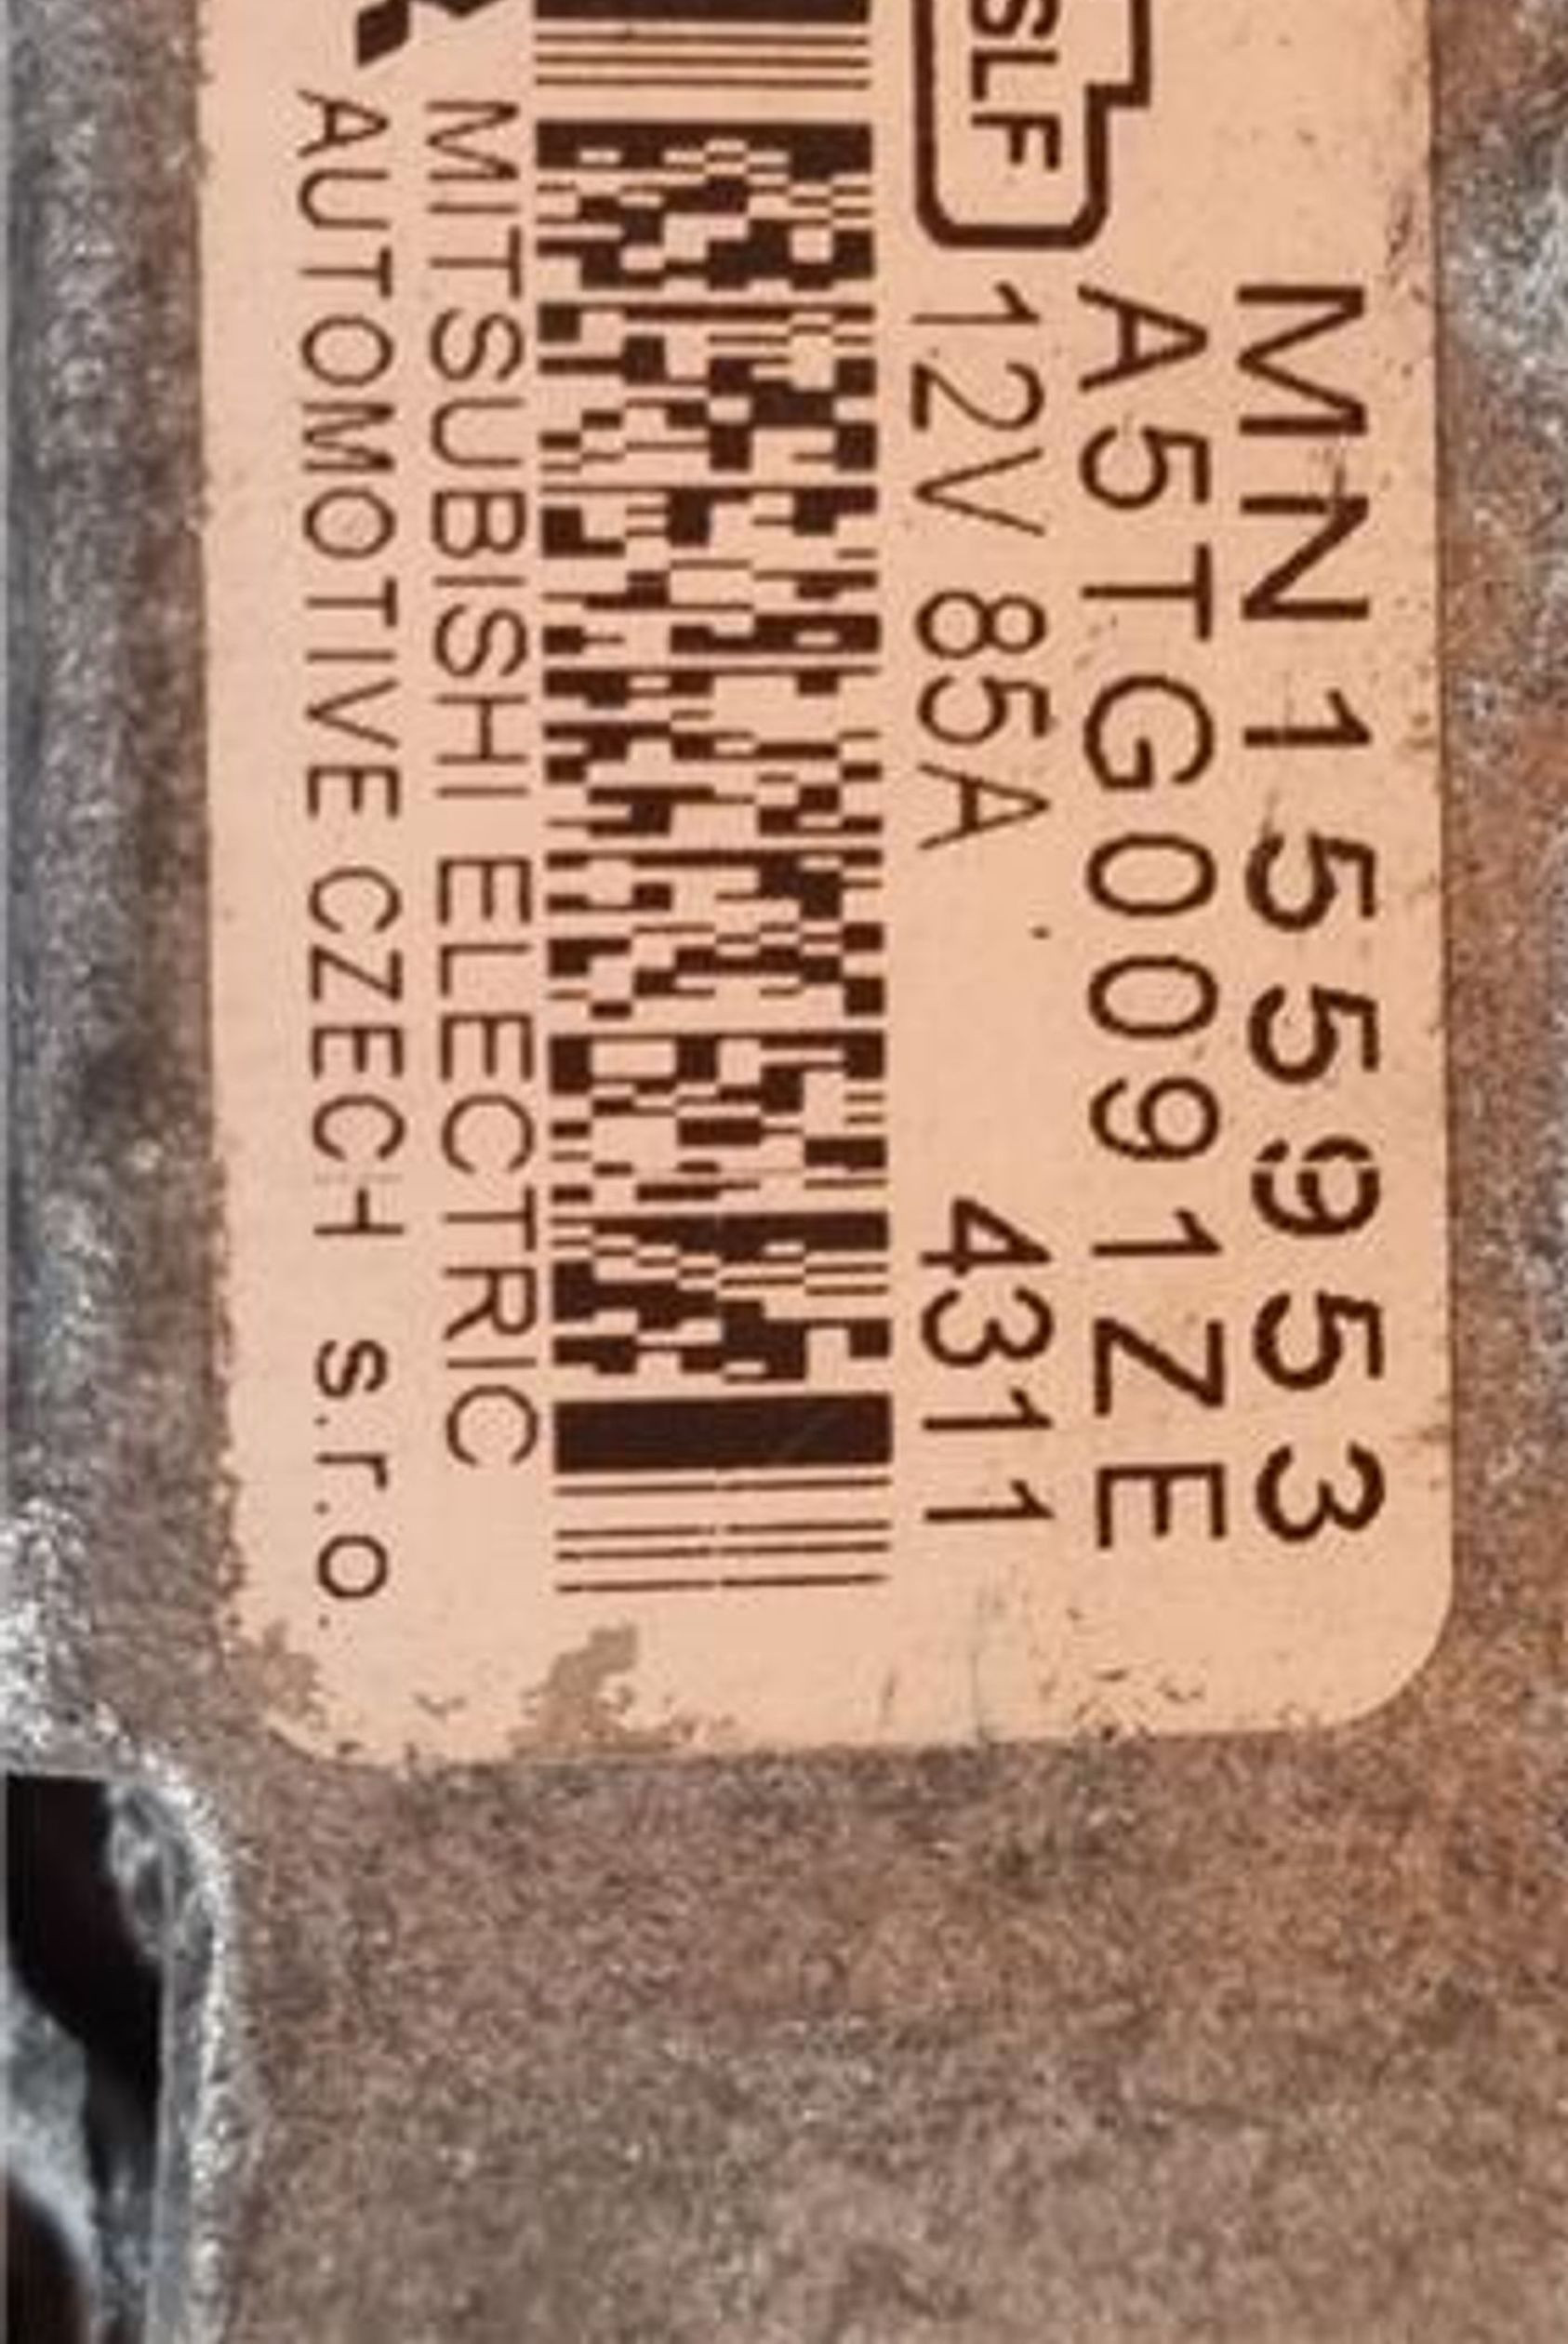 MN155953
A5TG0091ZE
SLF
12V 85A 4311
MITSUBISHI ELECTRIC
AUTOMOTIVE CZECH s.r.o.